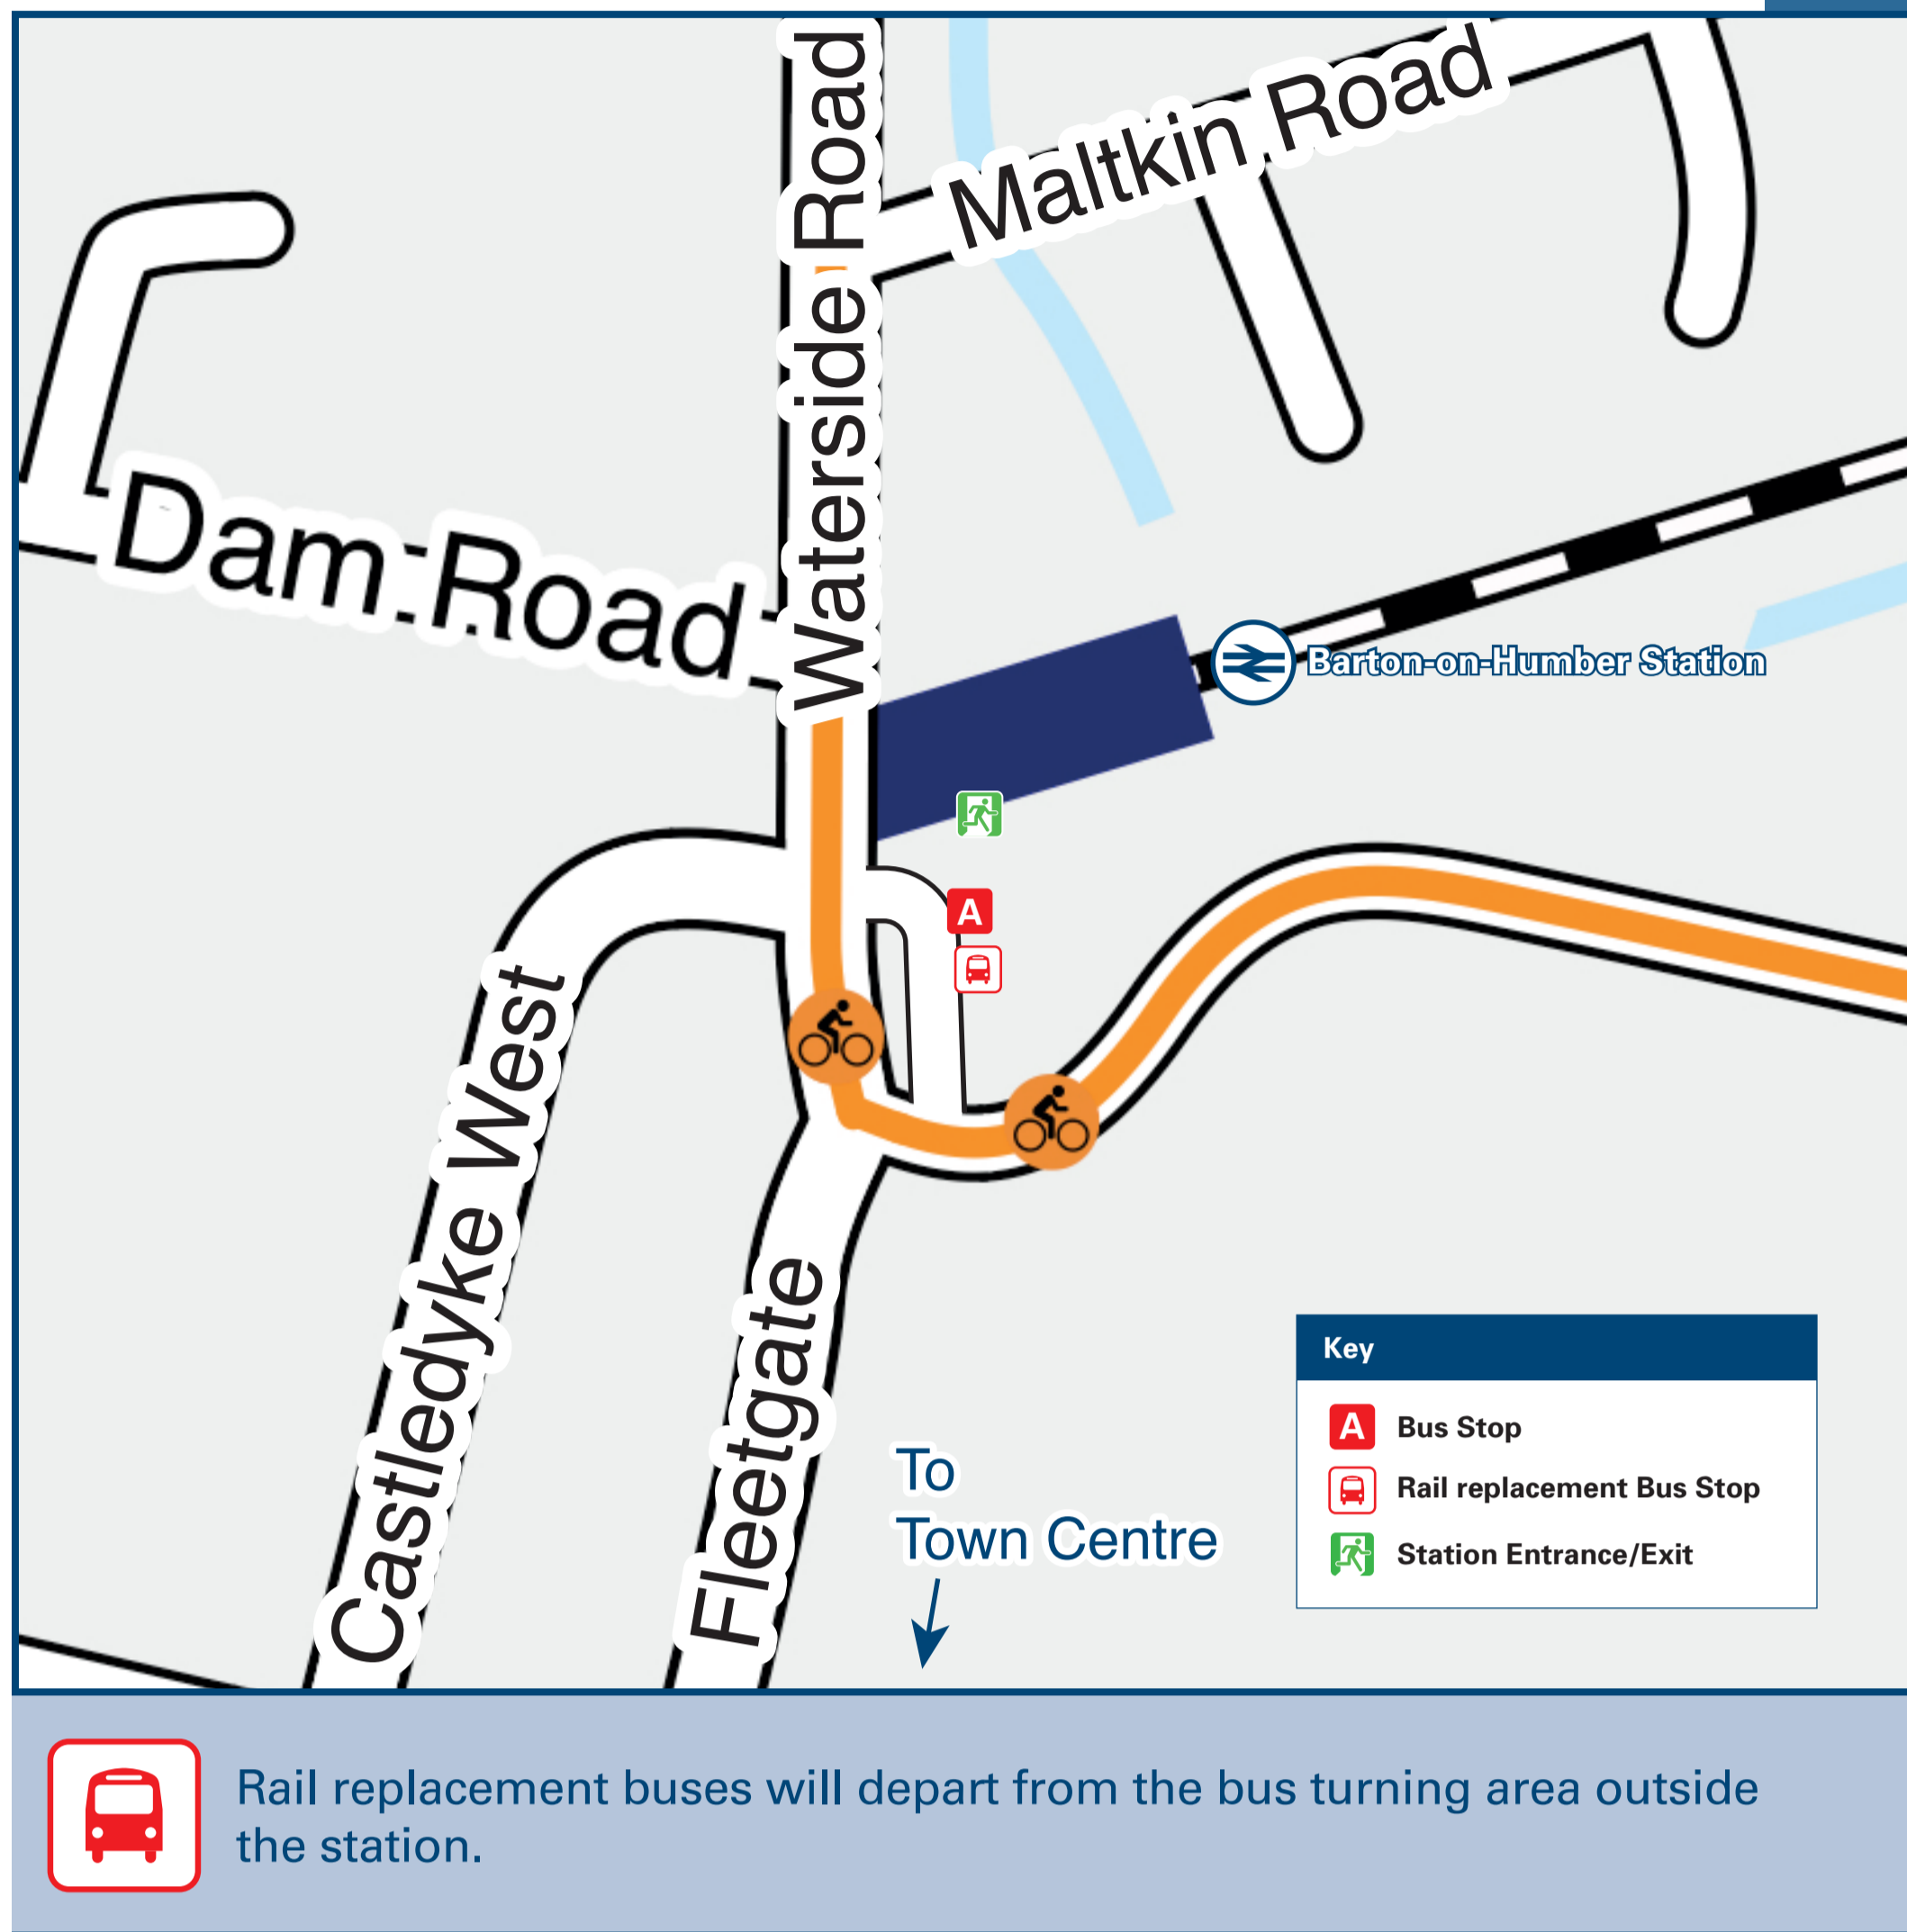 Waterside Road
Maltkin Road
Dam Road
Barton-on-Humber Station
A
Castledyke West
Fleetgate
To
Town Centre
Key
A Bus Stop
Rail replacement Bus Stop
Station Entrance/Exit
Rail replacement buses will depart from the bus turning area outside
the station.